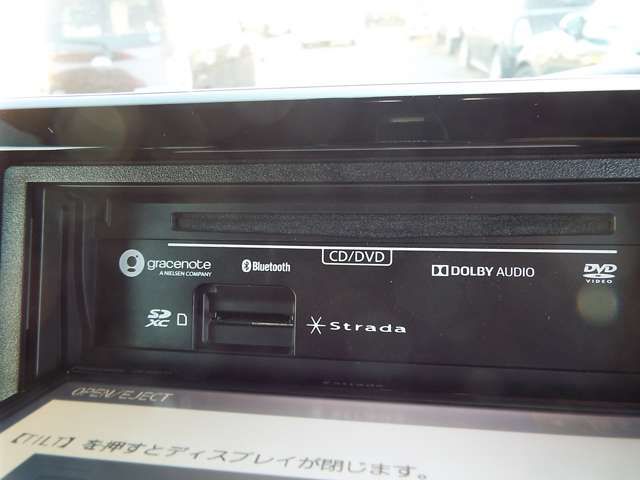 gracenote
A NIELSEN COMPANY
Bluetooth
CD/DVD
DOLBY AUDIO
DVD
VIDEO
SD
XC
Strada
OPEN/EJECT
【TILT】を押すとディスプレイが閉じます。